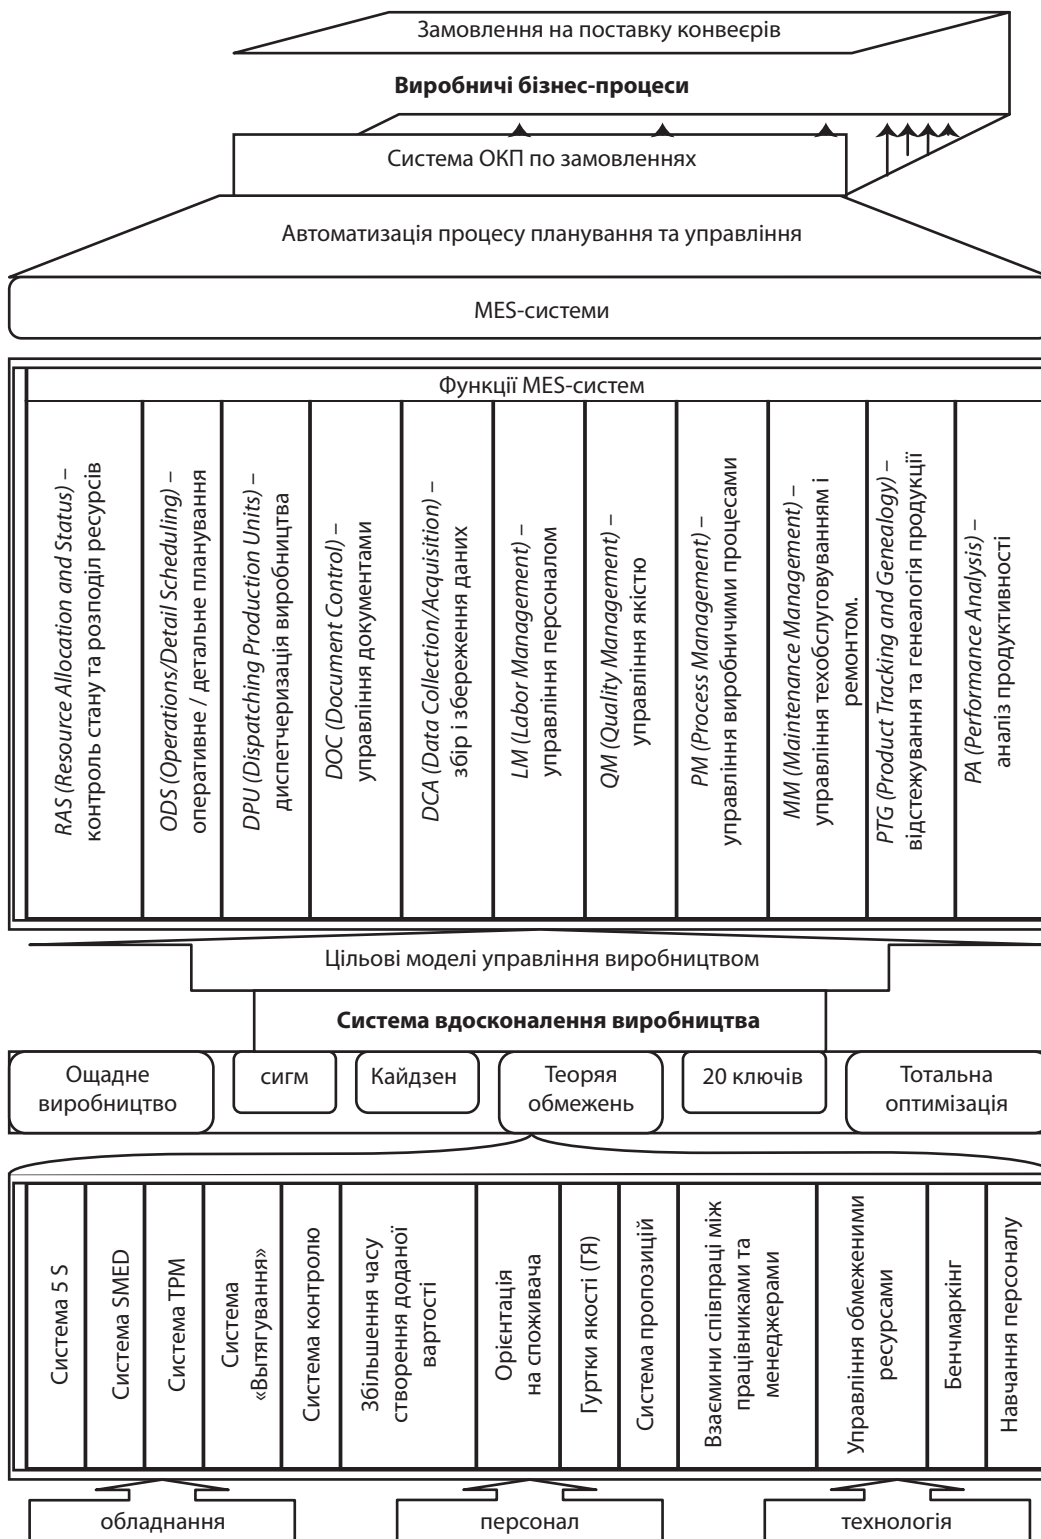 Замовлення на поставку конвеєрів
Виробничі бізнес-процеси
Система ОКП по замовленнях
Автоматизація процесу планування та управління
MES-системи
Функції MES-систем
RAS (Resource Allocation and Status) –
контроль стану та розподіл ресурсів
ODS (Operations/Detail Scheduling) –
оперативне / детальне планування
DPU (Dispatching Production Units) –
диспетчеризація виробництва
DOC (Document Control) –
управління документами
DCA (Data Collection/Acquisition) –
збір і збереження даних
LM (Labor Management) –
управління персоналом
QM (Quality Management) –
управління якістю
PM (Process Management) –
управління виробничими процесами
MM (Maintenance Management) –
управління техобслуговуванням і
ремонтом.
PTG (Product Tracking and Genealogy) –
відстежування та генеалогія продукції
PA (Performance Analysis) –
аналіз продуктивності
Цільові моделі управління виробництвом
Система вдосконалення виробництва
Ощадне
виробництво
сигм
Кайдзен
Теоряя
обмежень
20 ключів
Тотальна
оптимізація
Система 5 S
Система SMED
Система TPM
Система
«Вытягування»
Система контролю
Збільшення часу
створення доданої
вартості
Орієнтація
на споживача
Гуртки якості (ГЯ)
Система пропозицій
Взаємини співпраці між
працівниками та
менеджерами
Управління обмеженими
ресурсами
Бенчмаркінг
Навчання персоналу
обладнання
персонал
технологія